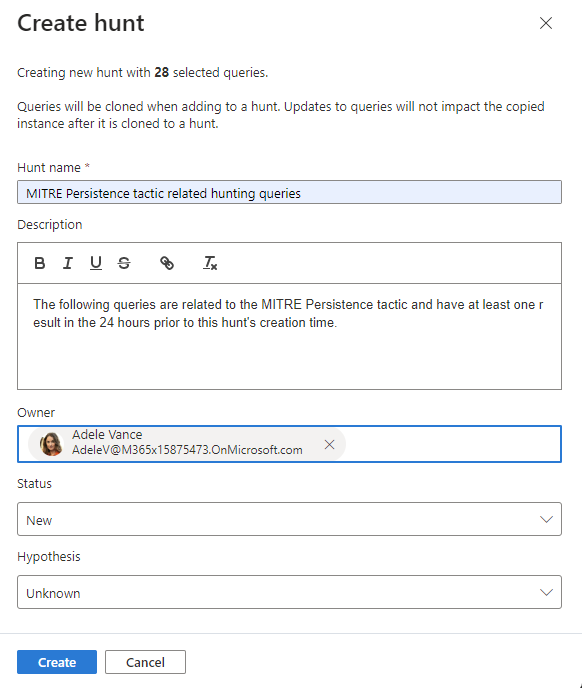 Create hunt
Creating new hunt with 28 selected queries.
Queries will be cloned when adding to a hunt. Updates to queries will not impact the copied
instance after it is cloned to a hunt.
Hunt name *
MITRE Persistence tactic related hunting queries
Description
B I U S
The following queries are related to the MITRE Persistence tactic and have at least one r
esult in the 24 hours prior to this hunt's creation time.
Owner
Adele Vance
AdeleV@M365x15875473.OnMicrosoft.com
Status
New
Hypothesis
Unknown
Create Cancel